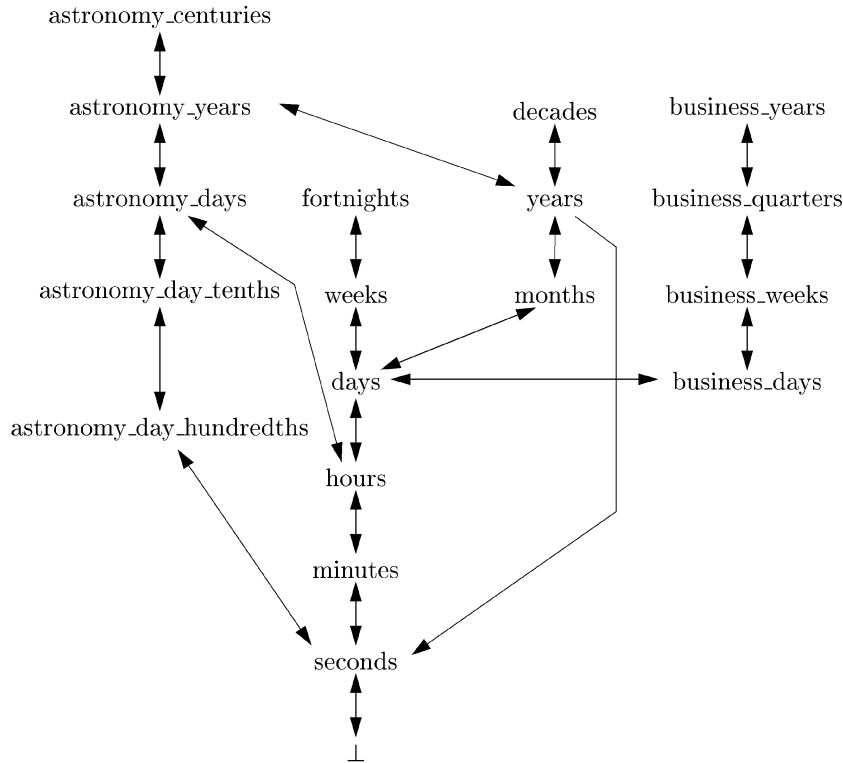 astronomy_centuries
astronomy_years
decades
business_years
astronomy_days
fortnights
years
business_quarters
astronomy_day_tenths
weeks
months
business_weeks
days
business_days
astronomy_day_hundredths
hours
minutes
seconds
⊥